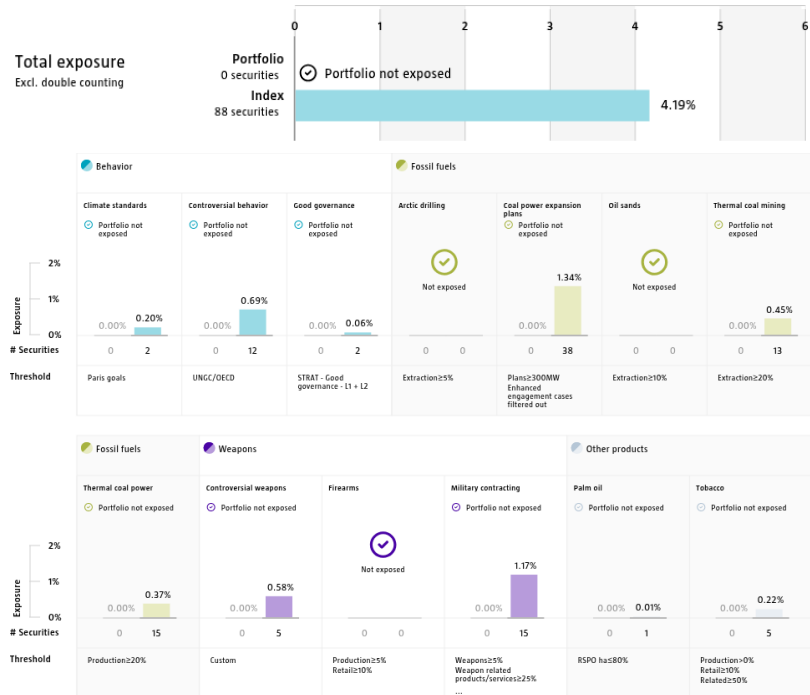 0 1 2 3 4 5 6
Total exposure
Excl. double counting
Portfolio
0 securities
Portfolio not exposed
Index
88 securities
4.19%
Behavior
Fossil fuels
Climate standards
Controversial behavior
Good governance
Arctic drilling
Coal power expansion
plans
Oil sands
Thermal coal mining
Portfolio not
exposed
Portfolio not
exposed
Portfolio not
exposed
Not exposed
Portfolio not
exposed
Not exposed
Portfolio not
exposed
Exposure
2%
1%
0%
0.00% 0.20%
0.00% 0.69%
0.00% 0.06%
0.00% 1.34%
0.00% 0.45%
# Securities 0 2 0 12 0 2 0 0 0 38 0 0 0 13
Threshold
Paris goals
UNGC/OECD
STRAT - Good
governance - L1 + L2
Extraction≥5%
Plans≥300MW
Enhanced
engagement cases
filtered out
Extraction≥10%
Extraction≥20%
Fossil fuels
Weapons
Other products
Thermal coal power
Controversial weapons
Firearms
Military contracting
Palm oil
Tobacco
Portfolio not exposed
Portfolio not exposed
Not exposed
Portfolio not exposed
Portfolio not exposed
Portfolio not exposed
Exposure
2%
1%
0%
0.00% 0.37%
0.00% 0.58%
0.00% 1.17%
0.00% 0.01%
0.00% 0.22%
# Securities 0 15 0 5 0 0 0 15 0 1 0 5
Threshold
Production≥20%
Custom
Production≥5%
Retail≥10%
Weapons≥5%
Weapon related
products/services≥25%
...
RSPO ha≤80%
Production>0%
Retail≥10%
Related≥50%